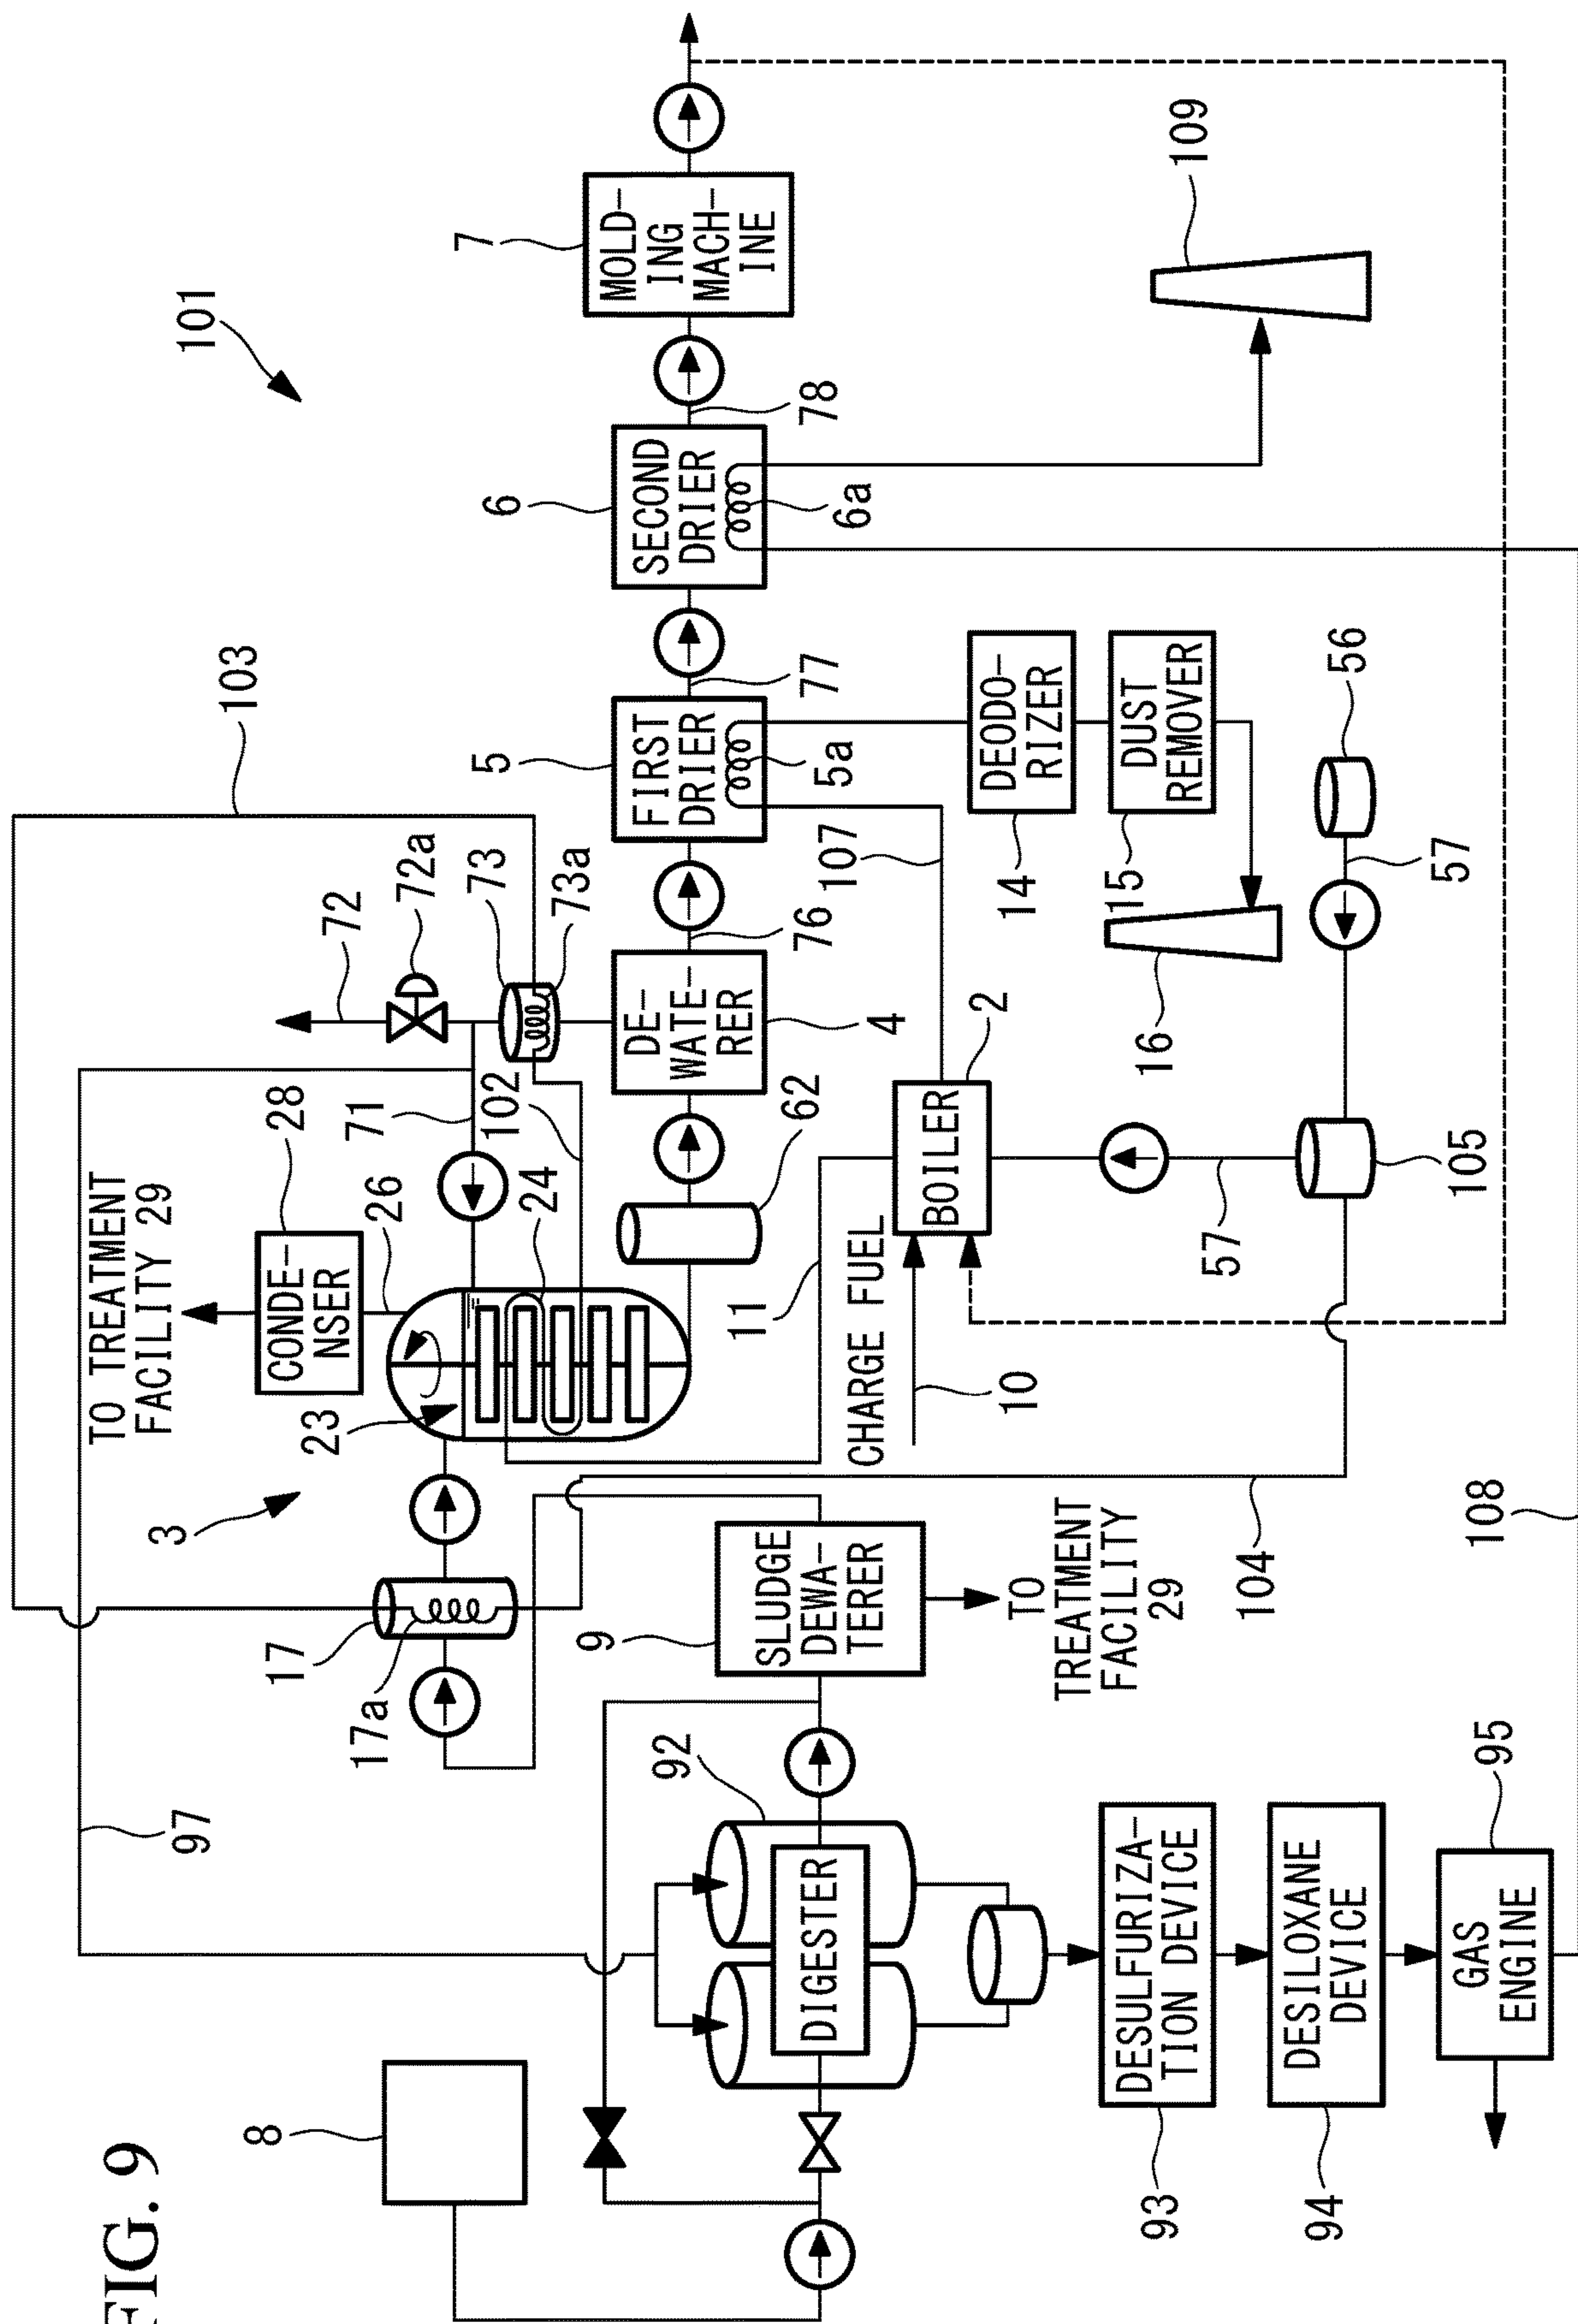 FIG. 9
101
103
97
72
72a
73
73a
71
102
TO TREATMENT
FACILITY 29
28
CONDE-
NSER
26
24
23
3
17
17a
8
62
DE-
WATE-
RER
4
76
5
FIRST
DRIER
5a
77
6
SECOND
DRIER
6a
78
7
MOLD-
ING
MACH-
INE
109
107
11
CHARGE FUEL
10
BOILER
2
DEODO-
RIZER
14
DUST
REMOVER
15
16
56
57
57
105
104
108
9
SLUDGE
DEWA-
TERER
TO
TREATMENT
FACILITY
29
92
DIGESTER
DESULFURIZA-
TION DEVICE
93
DESILOXANE
DEVICE
94
GAS
ENGINE
95